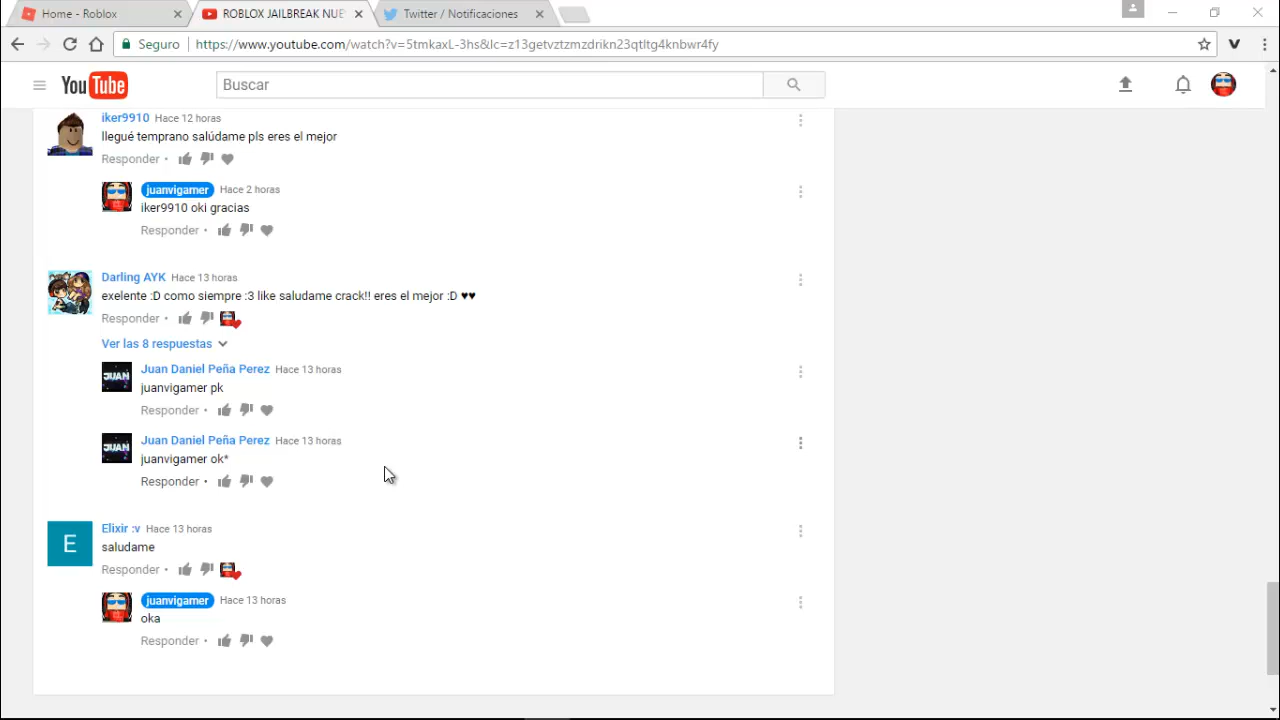 Home - Roblox
ROBLOX JAILBREAK NUE
Twitter / Notificaciones
Seguro
https://www.youtube.com/watch?v=5tmkaxL-3hs&lc=z13getvztzmzdrikn23qtltg4knbwr4fy
YouTube
Buscar
iker9910 Hace 12 horas
llegué temprano salúdame pls eres el mejor
Responder •
juanvigamer Hace 2 horas
iker9910 oki gracias
Responder •
Darling AYK Hace 13 horas
exelente :D como siempre :3 like saludame crack!! eres el mejor :D ♥♥
Responder •
Ver las 8 respuestas
JUAN
Juan Daniel Peña Perez Hace 13 horas
juanvigamer pk
Responder •
JUAN
Juan Daniel Peña Perez Hace 13 horas
juanvigamer ok*
Responder •
E
Elixir :v Hace 13 horas
saludame
Responder •
juanvigamer Hace 13 horas
oka
Responder •